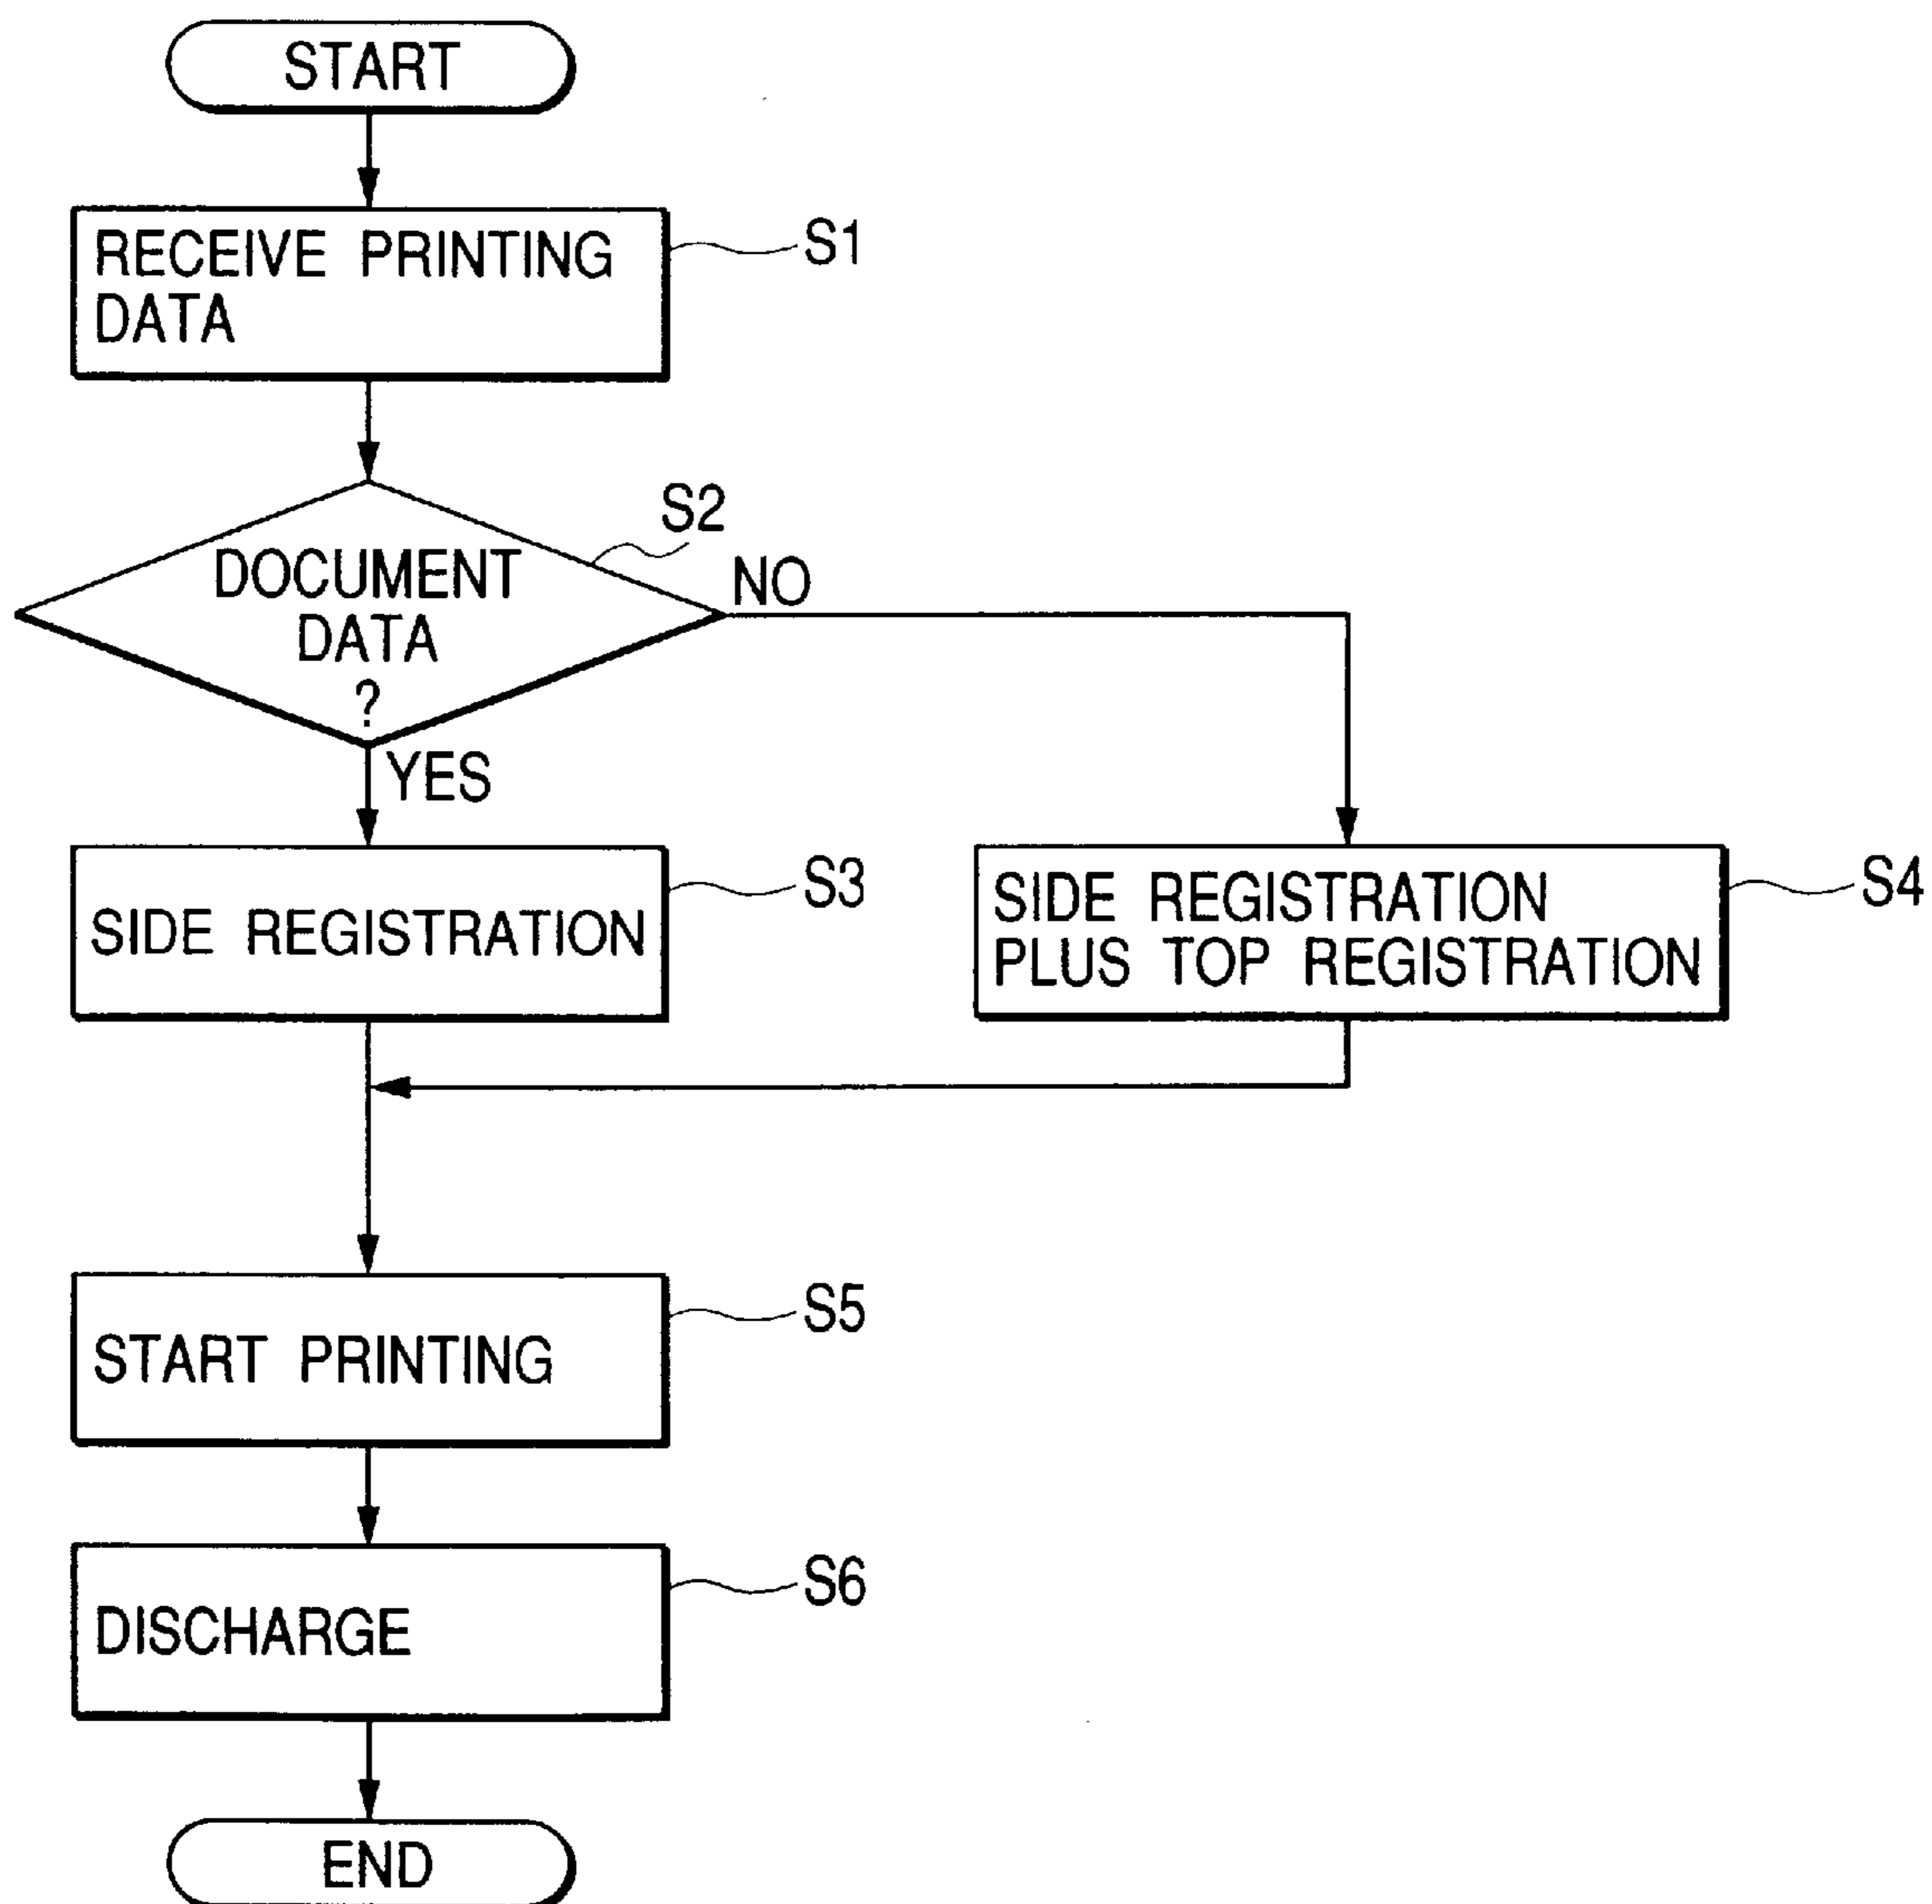 START
RECEIVE PRINTING
DATA
S1
S2
DOCUMENT
DATA
?
NO
YES
SIDE REGISTRATION
S3
SIDE REGISTRATION
PLUS TOP REGISTRATION
S4
START PRINTING
S5
DISCHARGE
S6
END